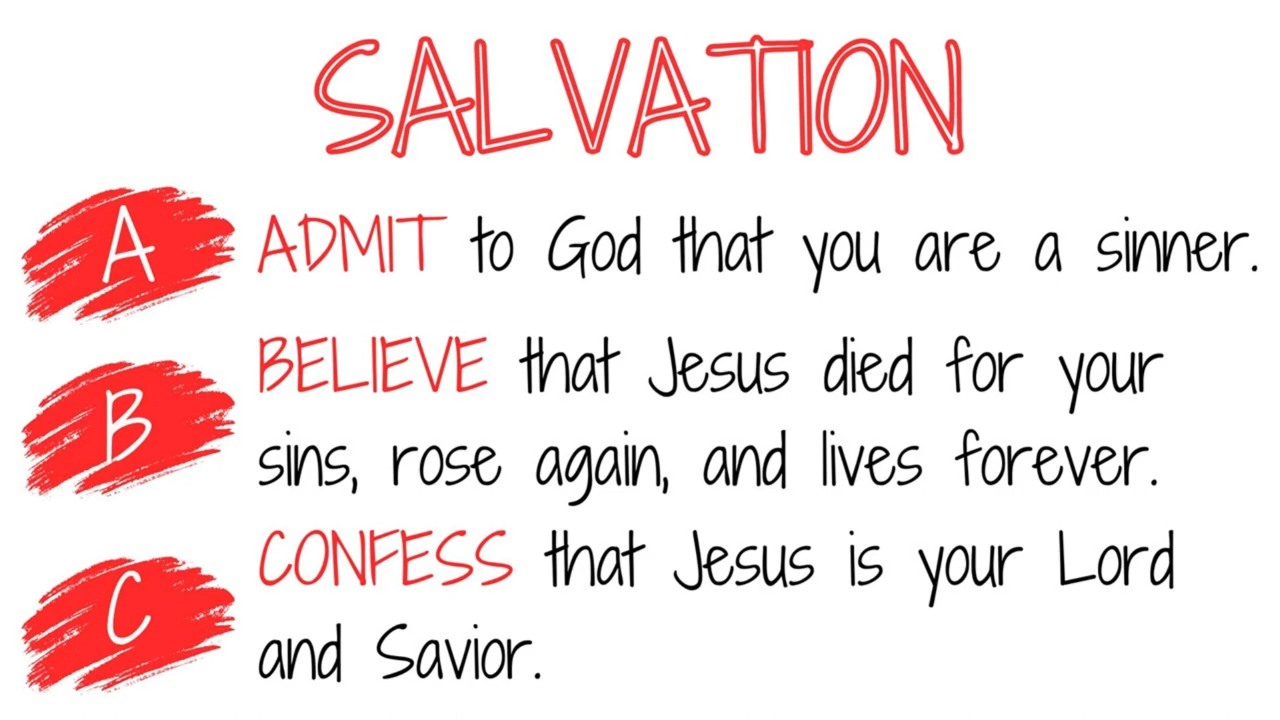 SALVATION
A
ADMIT to God that you are a sinner.
B
BELIEVE that Jesus died for your
sins, rose again, and lives forever.
C
CONFESS that Jesus is your Lord
and Savior.